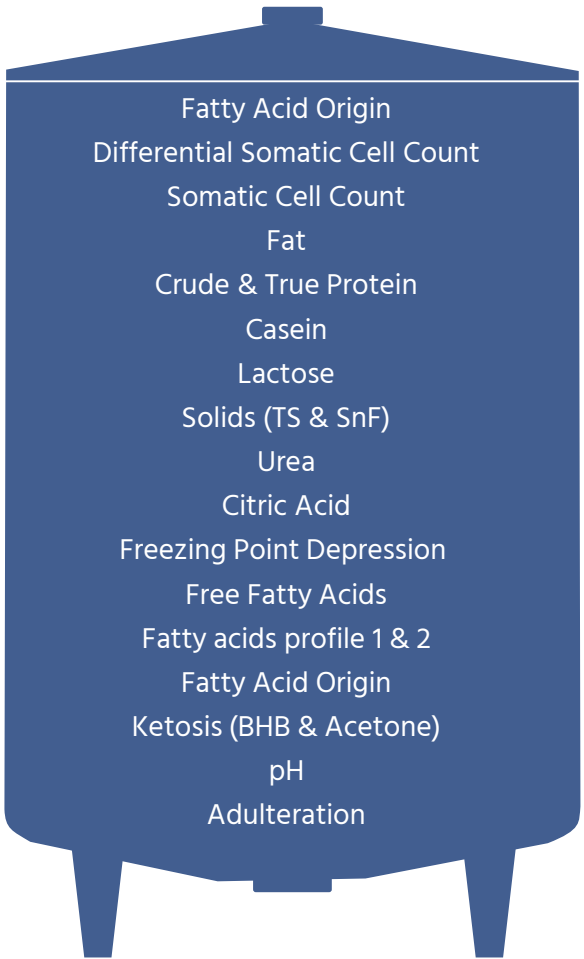 Fatty Acid Origin
Differential Somatic Cell Count
Somatic Cell Count
Fat
Crude & True Protein
Casein
Lactose
Solids (TS & SnF)
Urea
Citric Acid
Freezing Point Depression
Free Fatty Acids
Fatty acids profile 1 & 2
Fatty Acid Origin
Ketosis (BHB & Acetone)
pH
Adulteration